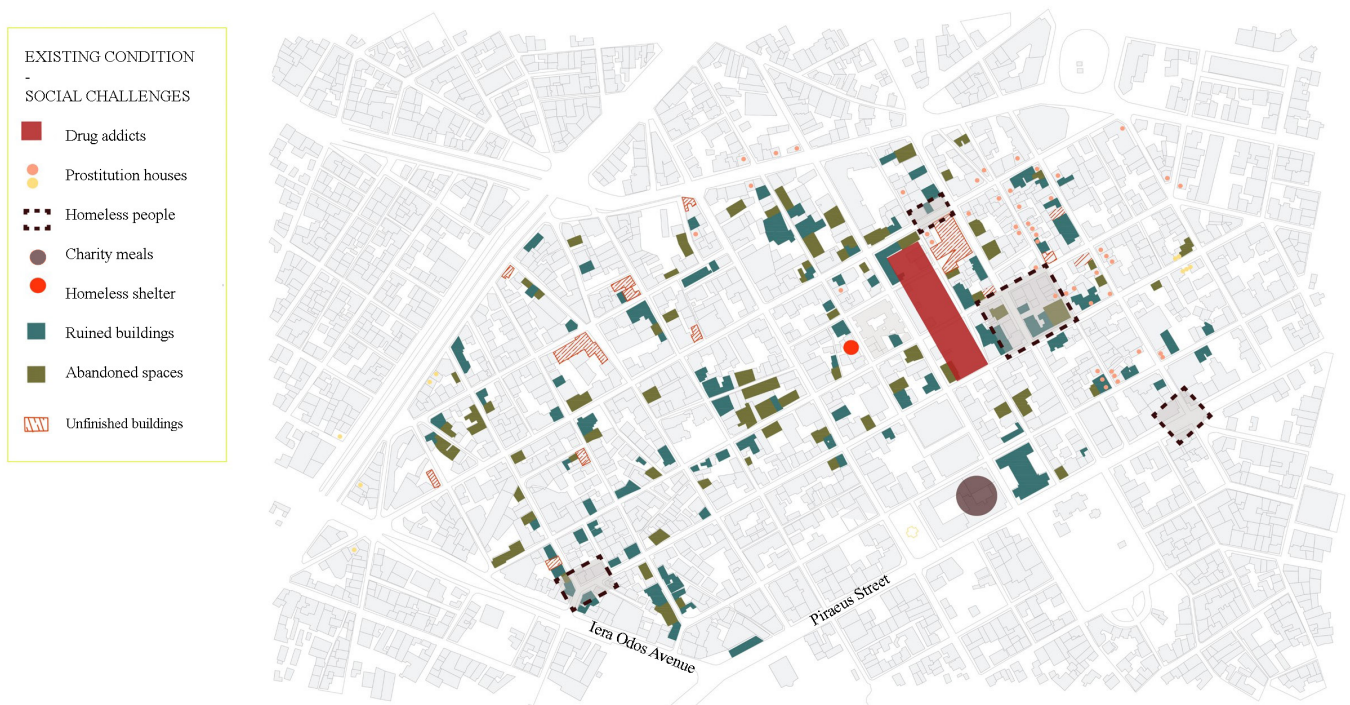 EXISTING CONDITION
-
SOCIAL CHALLENGES
Drug addicts
Prostitution houses
Homeless people
Charity meals
Homeless shelter
Ruined buildings
Abandoned spaces
Unfinished buildings
Piraeus Street
Iera Odos Avenue